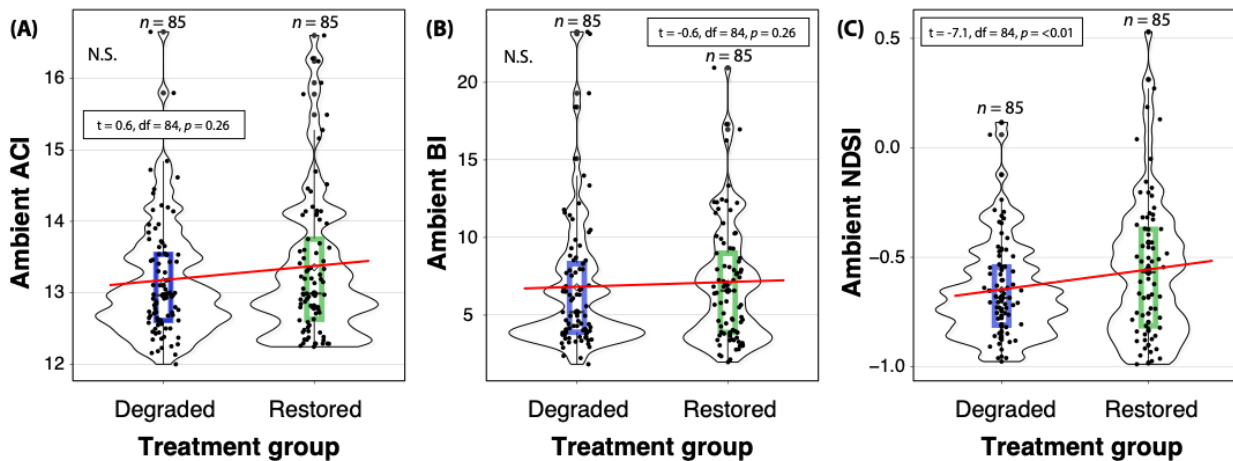 (A)
n = 85
n = 85
N.S.
t = 0.6, df = 84, p = 0.26
Ambient ACI
16
15
14
13
12
Degraded
Restored
Treatment group
(B)
n = 85
t = -0.6, df = 84, p = 0.26
N.S.
n = 85
Ambient BI
20
15
10
5
Degraded
Restored
Treatment group
(C)
t = -7.1, df = 84, p = <0.01
n = 85
n = 85
Ambient NDSI
0.5
0.0
−0.5
−1.0
Degraded
Restored
Treatment group